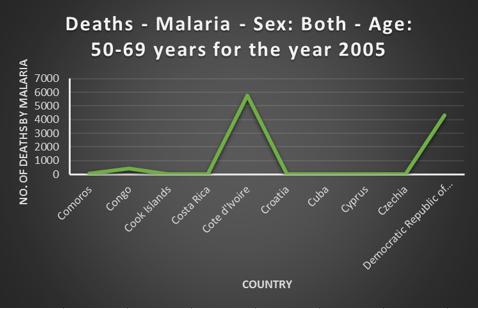 Deaths - Malaria - Sex: Both - Age:
50-69 years for the year 2005
NO. OF DEATHS BY MALARIA
7000
6000
5000
4000
3000
2000
1000
0
Comoros
Congo
Cook Islands
Costa Rica
Cote d'Ivoire
Croatia
Cuba
Cyprus
Czechia
Democratic Republic of...
COUNTRY